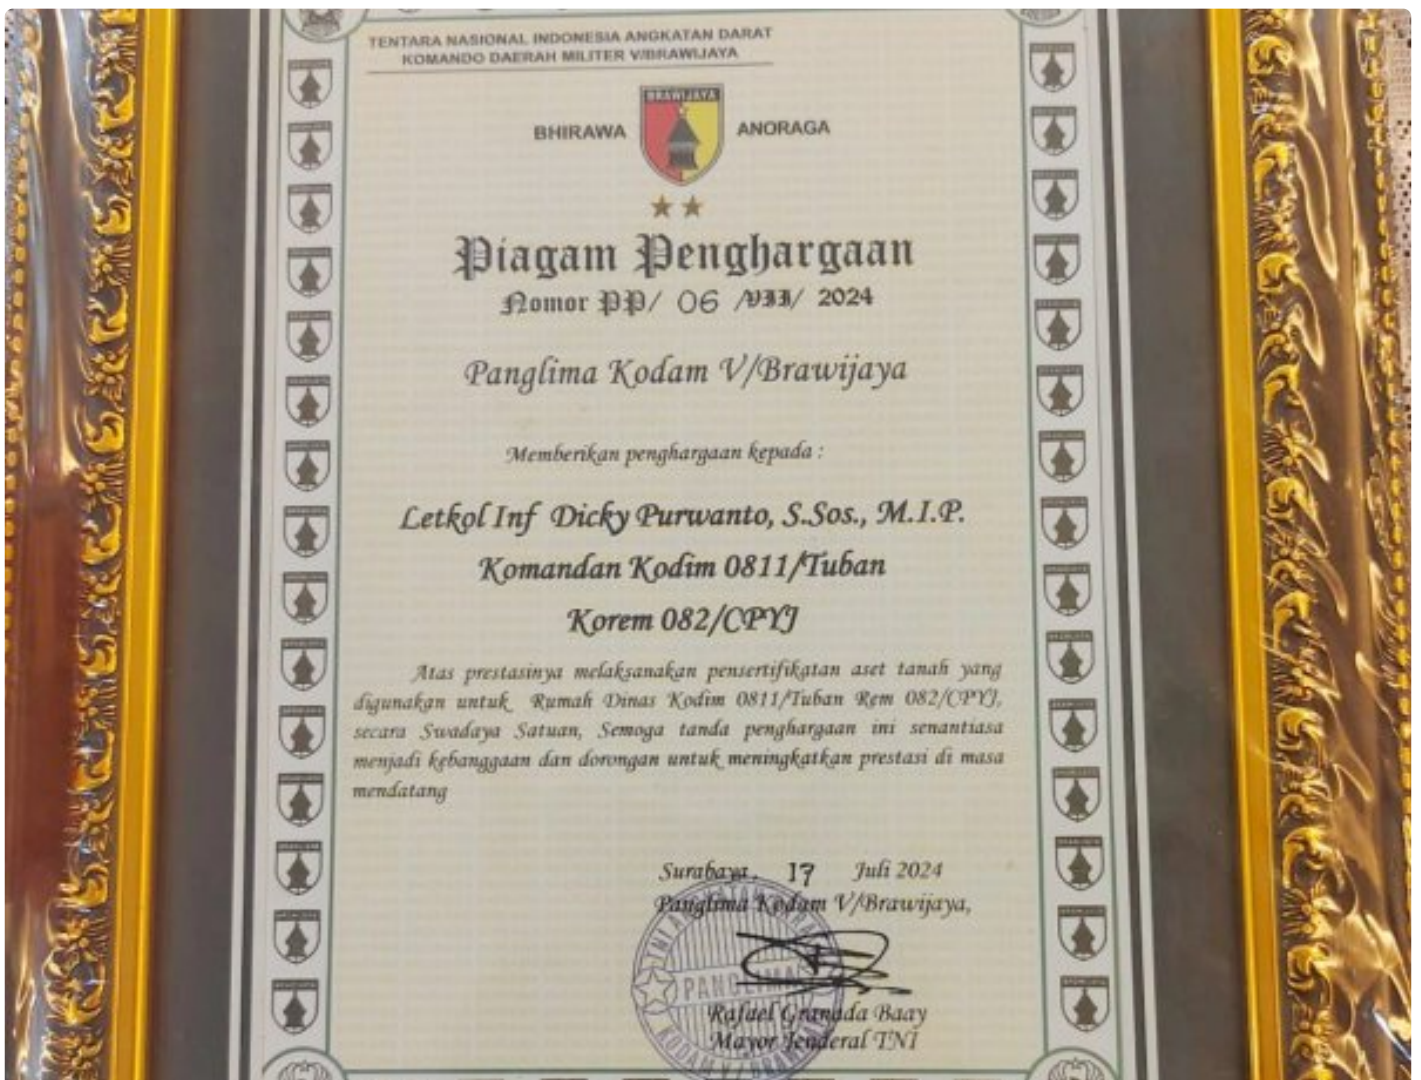 TENTARA NASIONAL INDONESIA ANGKATAN DARAT
KOMANDO DAERAH MILITER V/BRAWIJAYA
BRAWIJAYA
BHIRAWA ANORAGA
Piagam Penghargaan
Nomor PP/ 06 /VII/ 2024
Panglima Kodam V/Brawijaya
Memberikan penghargaan kepada :
Letkol Inf Dicky Purwanto, S.Sos., M.I.P.
Komandan Kodim 0811/Tuban
Korem 082/CPYJ
Atas prestasinya melaksanakan pensertifikatan aset tanah yang
digunakan untuk Rumah Dinas Kodim 0811/Tuban Rem 082/CPYJ,
secara Swadaya Satuan, Semoga tanda penghargaan ini senantiasa
menjadi kebanggaan dan dorongan untuk meningkatkan prestasi di masa
mendatang
Surabaya, 17 Juli 2024
Panglima Kodam V/Brawijaya,
PANGLIMA
Rafael Granada Baay
Mayor Jenderal TNI
KODAM V/BRAWIJAYA